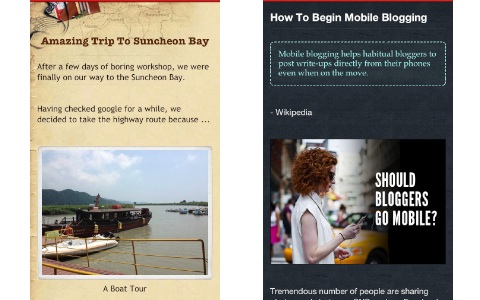 Amazing Trip To Suncheon Bay
After a few days of boring workshop, we were
finally on our way to the Suncheon Bay.
Having checked google for a while, we
decided to take the highway route because ...
A Boat Tour
How To Begin Mobile Blogging
Mobile blogging helps habitual bloggers to
post write-ups directly from their phones
even when on the move.
- Wikipedia
SHOULD
BLOGGERS
GO MOBILE?
Tremendous number of people are sharing